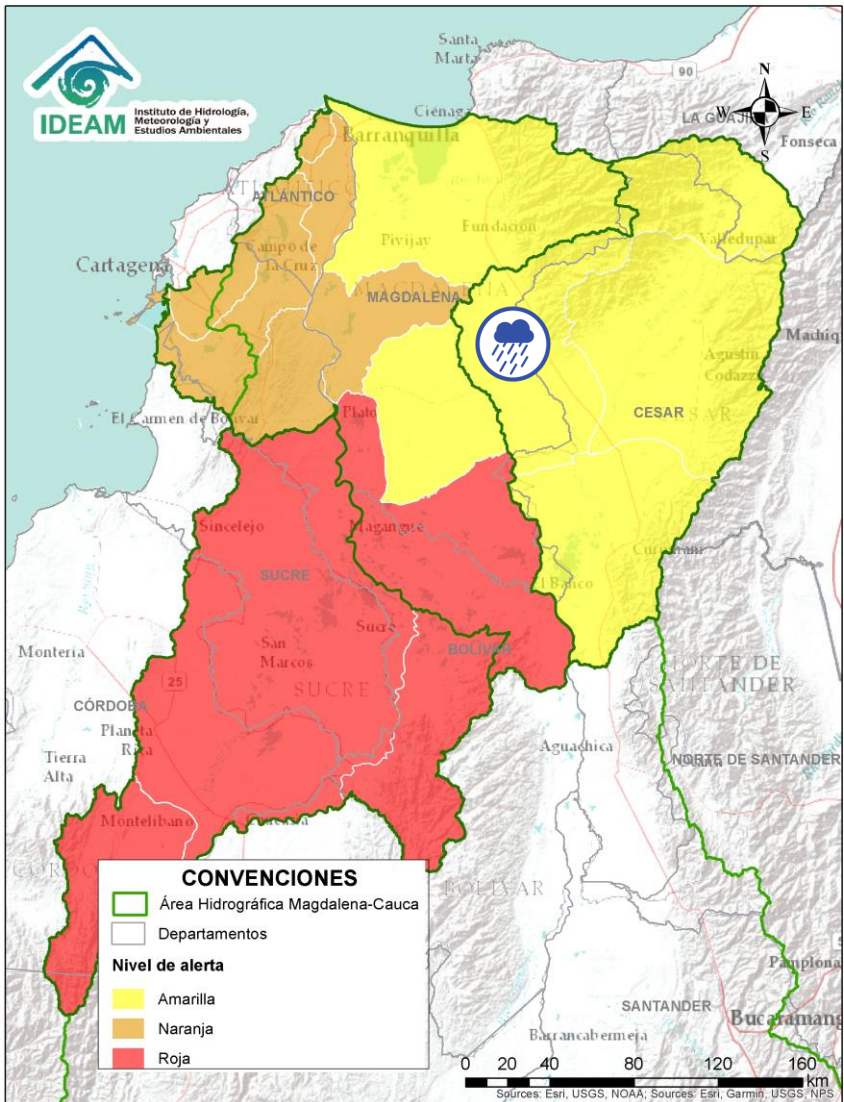 IDEAM
Instituto de Hidrología,
Meteorología y
Estudios Ambientales
Santa
Marta
90
N
W
E
S
LA GUAJI
Fonseca
Ciénaga
Barranquilla
ATLÁNTICO
Cartagena
Campo de
la Cruz
Pivijay
Fundación
Valledupar
MAGDALENA
Agustín
Codazzi
CESAR
El Carmen de Bolívar
Plato
Sincelejo
Magangué
SUCRE
El Banco
Montería
San
Marcos
Sucre
BOLÍVAR
SUCRE
25
CÓRDOBA
Planeta
Rica
Tierra
Alta
NORTE DE
SANTANDER
Aguachica
NORTE DE SANTANDER
Montelíbano
BOLÍVAR
CONVENCIONES
Área Hidrográfica Magdalena-Cauca
Departamentos
Nivel de alerta
Amarilla
Naranja
Roja
Pamplona
SANTANDER
Bucaramang
Barrancabermeja
0 20 40 80 120 160
km
Sources: Esri, USGS, NOAA; Sources: Esri, Garmin, USGS, NPS